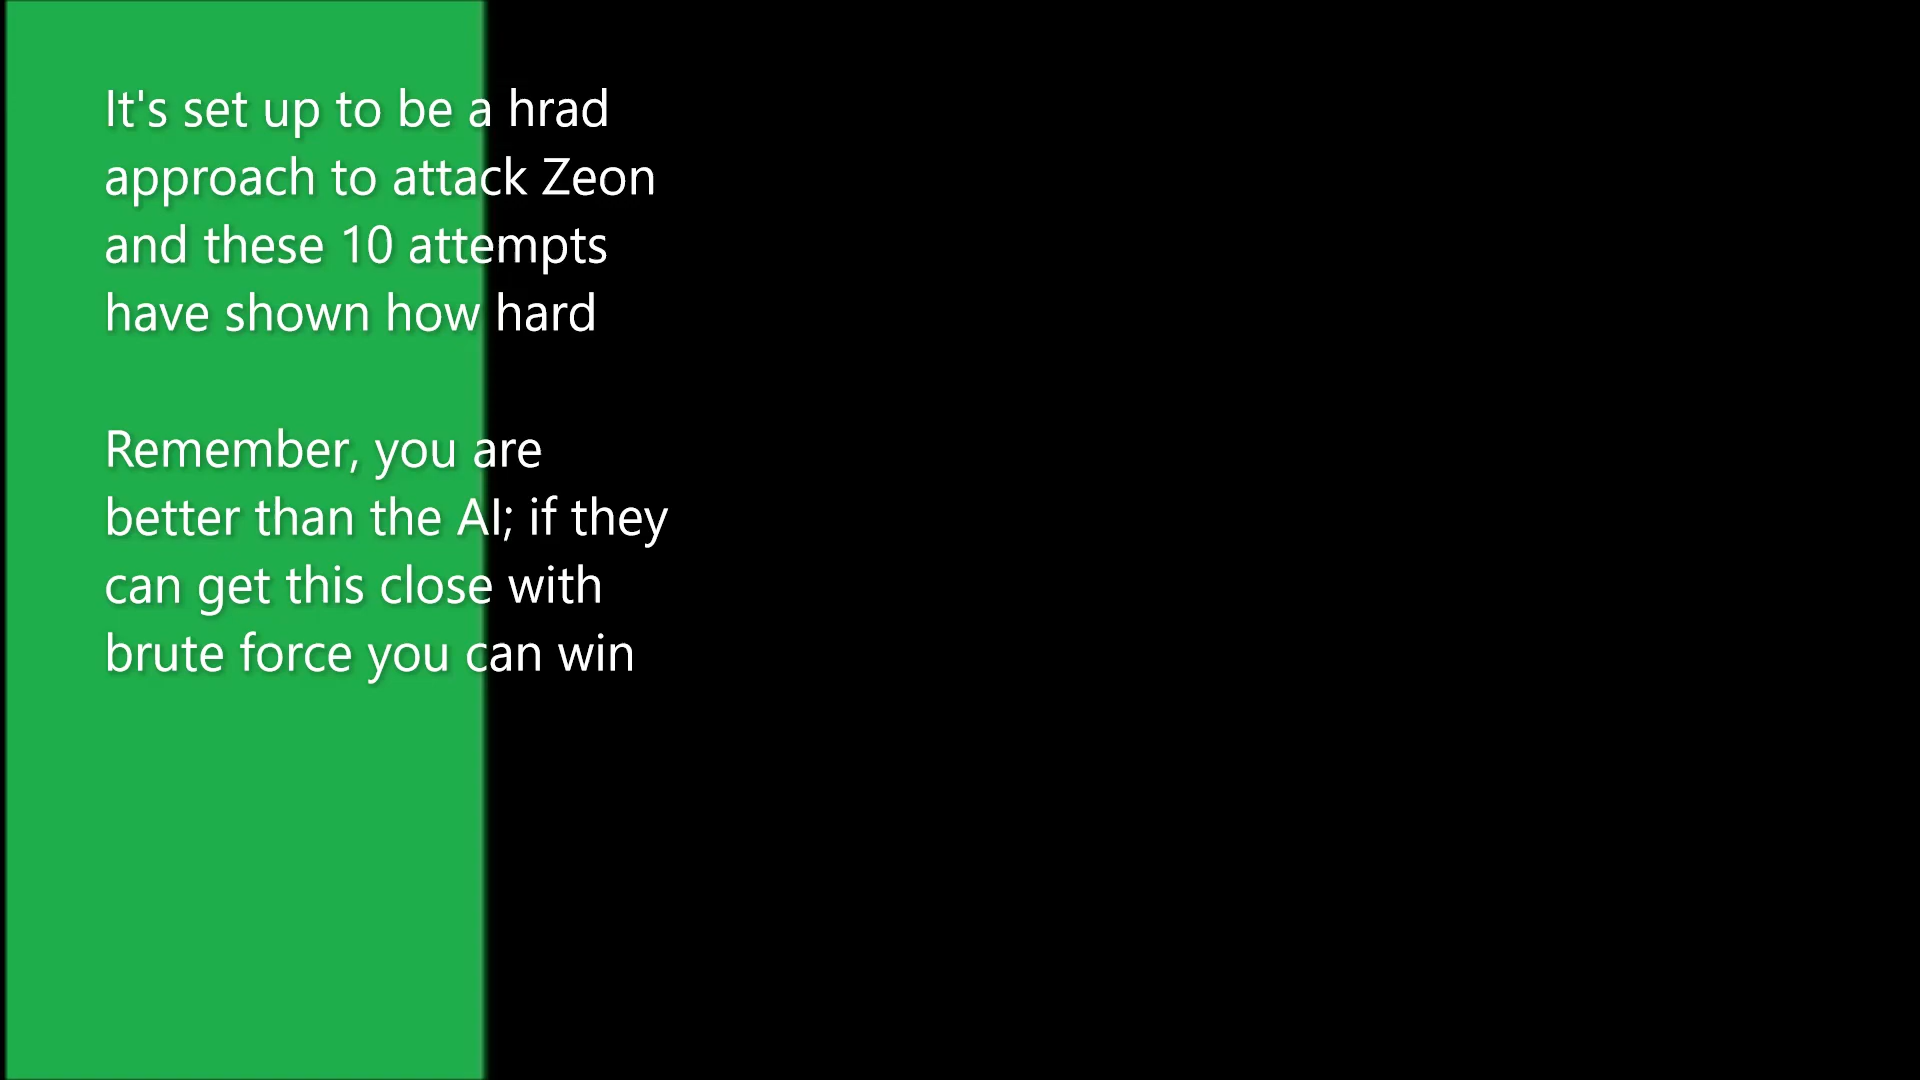 It's set up to be a hrad
approach to attack Zeon
and these 10 attempts
have shown how hard
Remember, you are
better than the AI; if they
can get this close with
brute force you can win